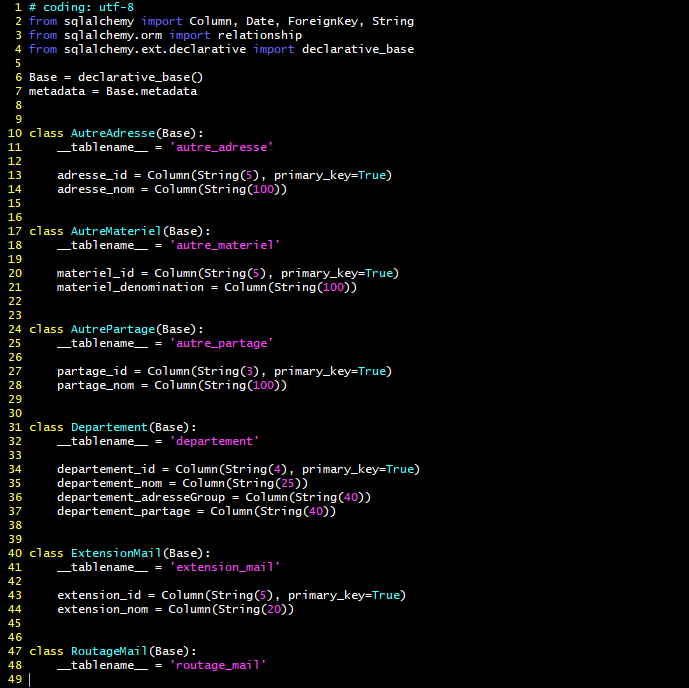 1 # coding: utf-8
2 from sqlalchemy import Column, Date, ForeignKey, String
3 from sqlalchemy.orm import relationship
4 from sqlalchemy.ext.declarative import declarative_base
5
6 Base = declarative_base()
7 metadata = Base.metadata
8
9
10 class AutreAdresse(Base):
11     __tablename__ = 'autre_adresse'
12
13     adresse_id = Column(String(5), primary_key=True)
14     adresse_nom = Column(String(100))
15
16
17 class AutreMateriel(Base):
18     __tablename__ = 'autre_materiel'
19
20     materiel_id = Column(String(5), primary_key=True)
21     materiel_denomination = Column(String(100))
22
23
24 class AutrePartage(Base):
25     __tablename__ = 'autre_partage'
26
27     partage_id = Column(String(3), primary_key=True)
28     partage_nom = Column(String(100))
29
30
31 class Departement(Base):
32     __tablename__ = 'departement'
33
34     departement_id = Column(String(4), primary_key=True)
35     departement_nom = Column(String(25))
36     departement_adresseGroup = Column(String(40))
37     departement_partage = Column(String(40))
38
39
40 class ExtensionMail(Base):
41     __tablename__ = 'extension_mail'
42
43     extension_id = Column(String(5), primary_key=True)
44     extension_nom = Column(String(20))
45
46
47 class RoutageMail(Base):
48     __tablename__ = 'routage_mail'
49